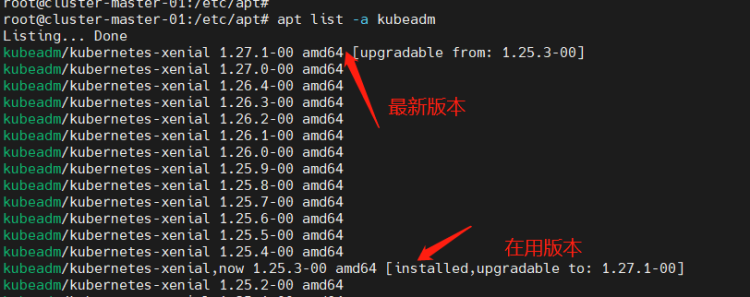 root@cluster-master-01:/etc/apt#
root@cluster-master-01:/etc/apt# apt list -a kubeadm
Listing... Done
kubeadm/kubernetes-xenial 1.27.1-00 amd64 [upgradable from: 1.25.3-00]
kubeadm/kubernetes-xenial 1.27.0-00 amd64
kubeadm/kubernetes-xenial 1.26.4-00 amd64
kubeadm/kubernetes-xenial 1.26.3-00 amd64
最新版本
kubeadm/kubernetes-xenial 1.26.2-00 amd64
kubeadm/kubernetes-xenial 1.26.1-00 amd64
kubeadm/kubernetes-xenial 1.26.0-00 amd64
kubeadm/kubernetes-xenial 1.25.9-00 amd64
kubeadm/kubernetes-xenial 1.25.8-00 amd64
kubeadm/kubernetes-xenial 1.25.7-00 amd64
kubeadm/kubernetes-xenial 1.25.6-00 amd64
kubeadm/kubernetes-xenial 1.25.5-00 amd64
在用版本
kubeadm/kubernetes-xenial 1.25.4-00 amd64
kubeadm/kubernetes-xenial,now 1.25.3-00 amd64 [installed,upgradable to: 1.27.1-00]
kubeadm/kubernetes-xenial 1.25.2-00 amd64